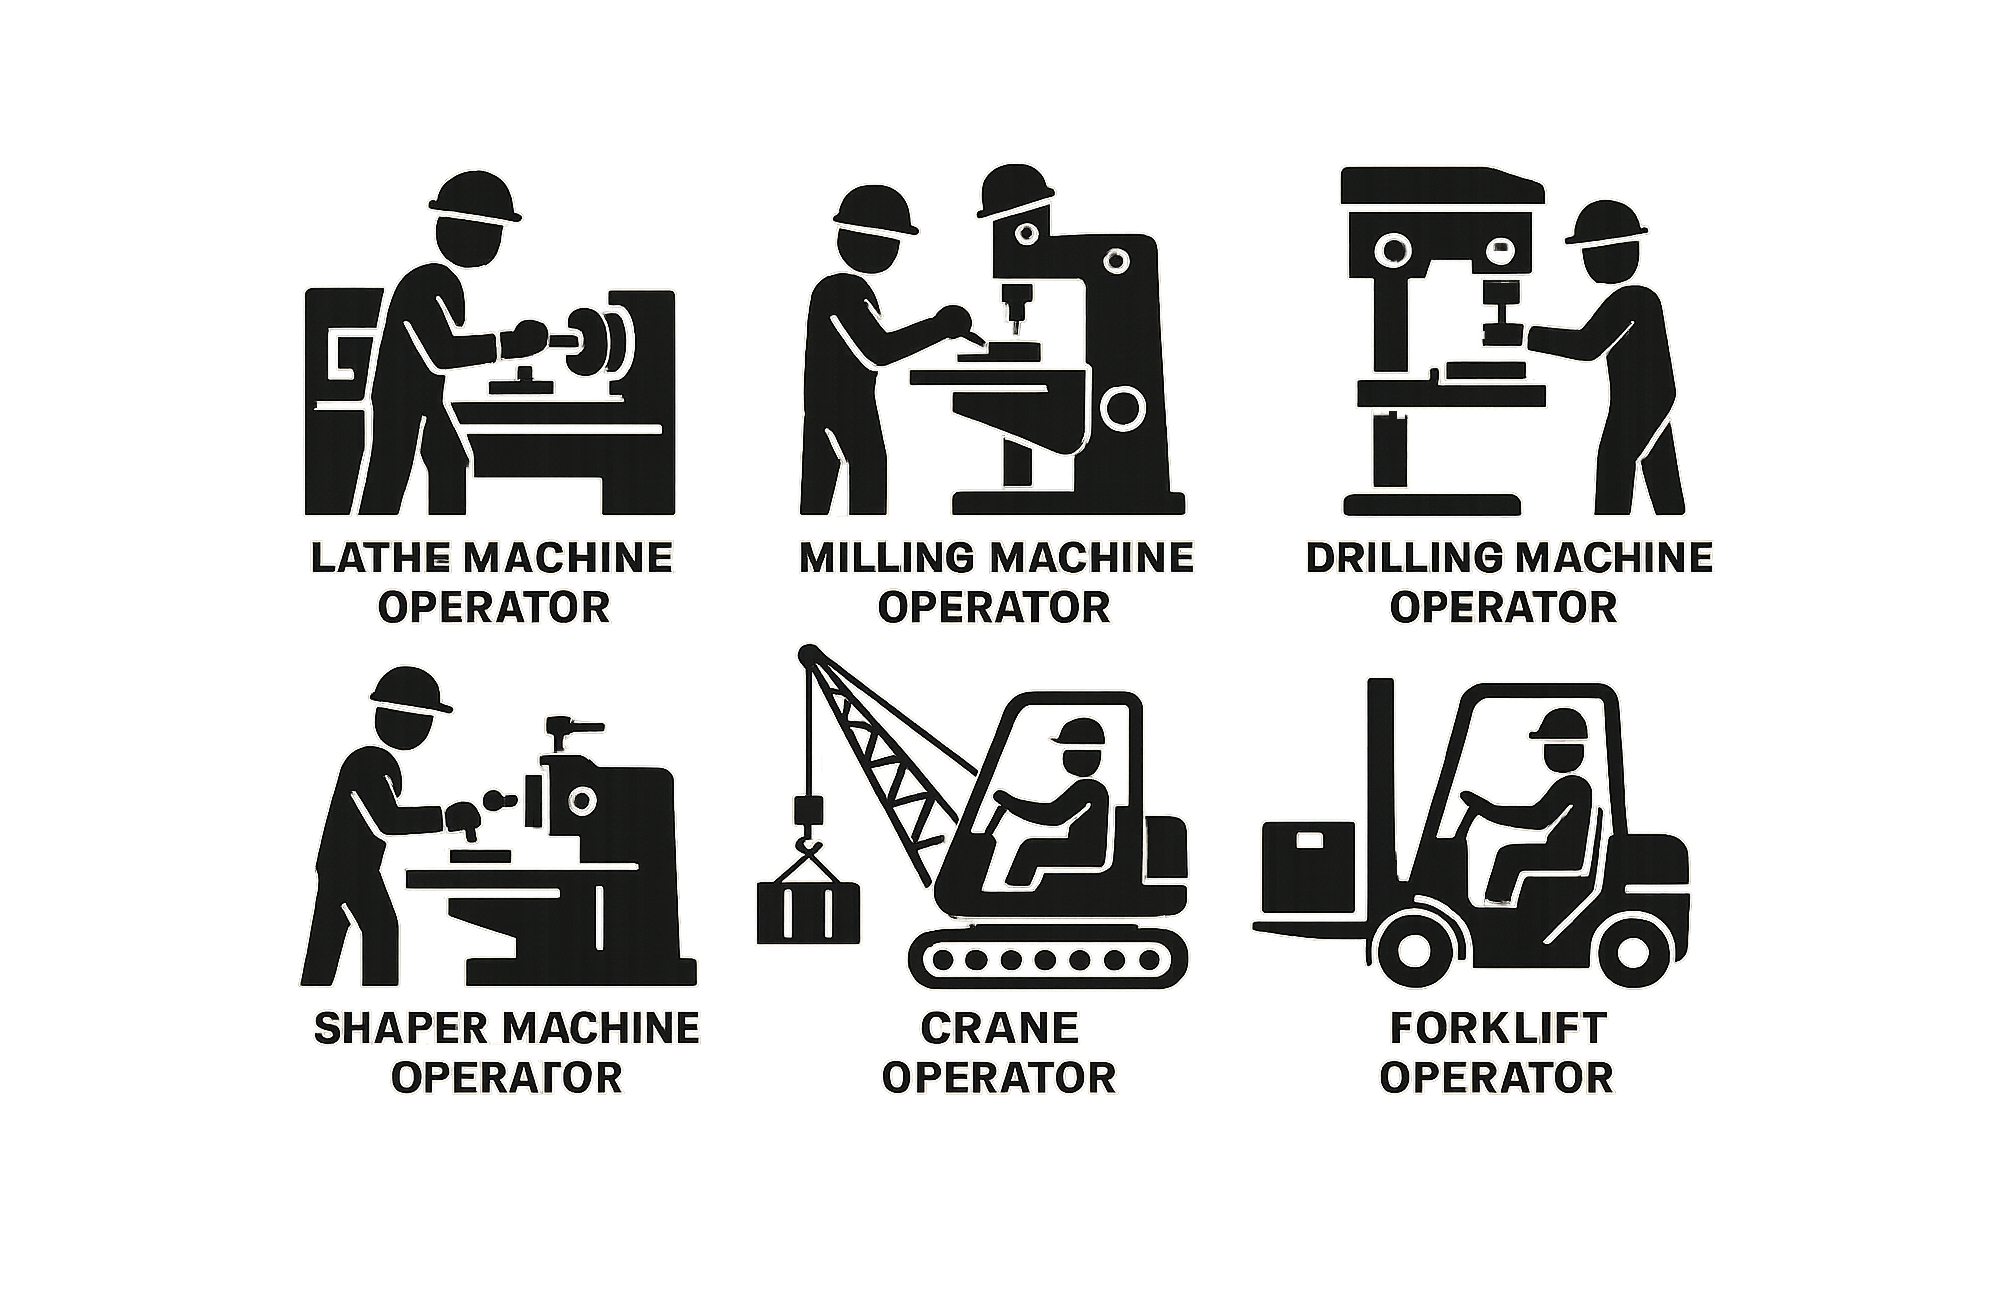 LATHE MACHINE
OPERATOR
MILLING MACHINE
OPERATOR
DRILLING MACHINE
OPERATOR
SHAPER MACHINE
OPERATOR
CRANE
OPERATOR
FORKLIFT
OPERATOR